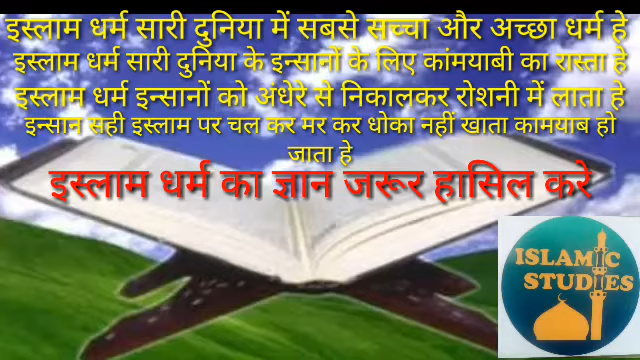 इस्लाम धर्म सारी दुनिया में सबसे सच्चा और अच्छा धर्म हे
इस्लाम धर्म सारी दुनिया के इन्सानों के लिए कांमयाबी का रास्ता हे
इस्लाम धर्म इन्सानों को अंधेरे से निकालकर रोशनी में लाता हे
इन्सान सही इस्लाम पर चल कर मर कर धोका नहीं खाता कामयाब हो
जाता हे
इस्लाम धर्म का ज्ञान जरूर हासिल करे
ISLAMIC
STUDIES